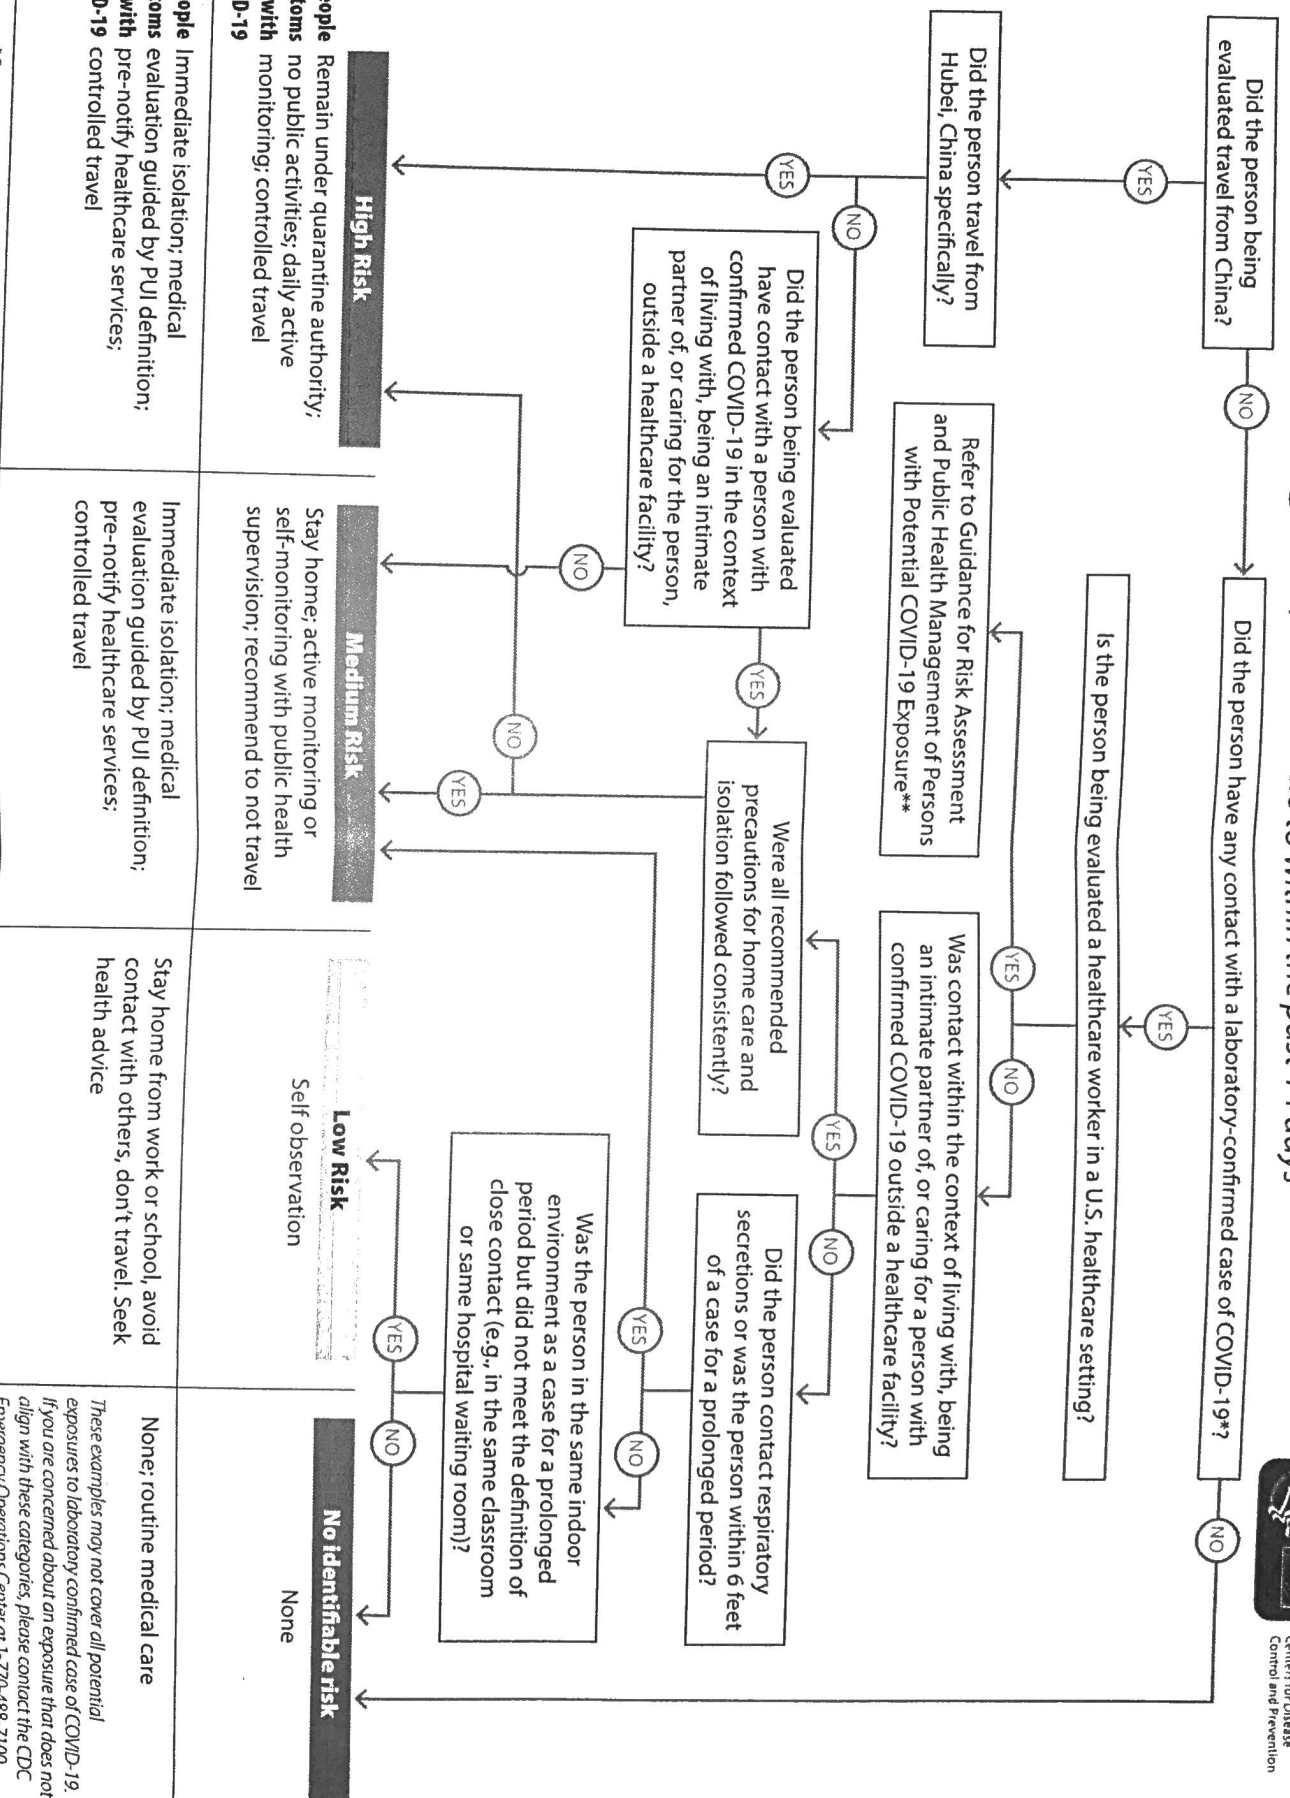 within the past
days
Centers for Disease
Control and Prevention
Did the person being
evaluated travel from China?
NO
Did the person have any contact with a laboratory-confirmed case of COVID-19*?
NO
YES
YES
Is the person being evaluated a healthcare worker in a U.S. healthcare setting?
Did the person travel from
Hubei, China specifically?
YES
NO
Refer to Guidance for Risk Assessment
and Public Health Management of Persons
with Potential COVID-19 Exposure**
Was contact within the context of living with, being
an intimate partner of, or caring for a person with
confirmed COVID-19 outside a healthcare facility?
NO
YES
YES
NO
Did the person being evaluated
have contact with a person with
confirmed COVID-19 in the context
of living with, being an intimate
partner of, or caring for the person,
outside a healthcare facility?
YES
Were all recommended
precautions for home care and
isolation followed consistently?
Did the person contact respiratory
secretions or was the person within 6 feet
of a case for a prolonged period?
NO
YES
NO
NO
YES
Was the person in the same indoor
environment as a case for a prolonged
period but did not meet the definition of
close contact (e.g., in the same classroom
or same hospital waiting room)?
YES
NO
High Risk
Medium Risk
Low Risk
No identifiable risk
Remain under quarantine authority;
no public activities; daily active
monitoring; controlled travel
Stay home; active monitoring or
self-monitoring with public health
supervision; recommend to not travel
Self observation
None
with
D-19
Immediate isolation; medical
evaluation guided by PUI definition;
pre-notify healthcare services;
controlled travel
with
D-19
Immediate isolation; medical
evaluation guided by PUI definition;
pre-notify healthcare services;
controlled travel
Stay home from work or school, avoid
contact with others, don't travel. Seek
health advice
None; routine medical care
These examples may not cover all potential
exposures to laboratory confirmed case of COVID-19.
If you are concerned about an exposure that does not
align with these categories, please contact the CDC
Emergency Operations Center at 1-770-488-7100